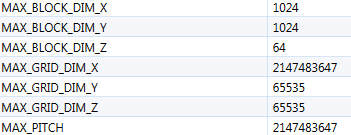 MAX_BLOCK_DIM_X 1024
MAX_BLOCK_DIM_Y 1024
MAX_BLOCK_DIM_Z 64
MAX_GRID_DIM_X 2147483647
MAX_GRID_DIM_Y 65535
MAX_GRID_DIM_Z 65535
MAX_PITCH 2147483647